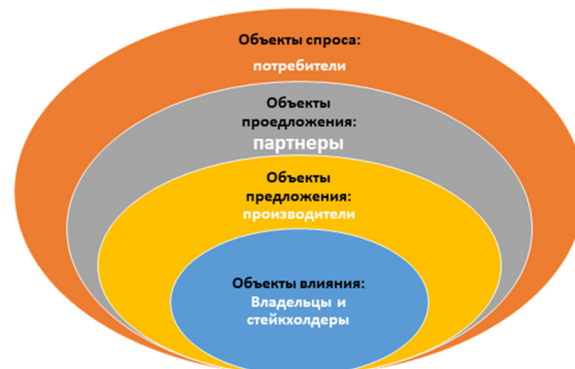 Объекты спроса:
потребители
Объекты
проедложения:
партнеры
Объекты
предложения:
производители
Объекты влияния:
Владельцы и
стейкхолдеры